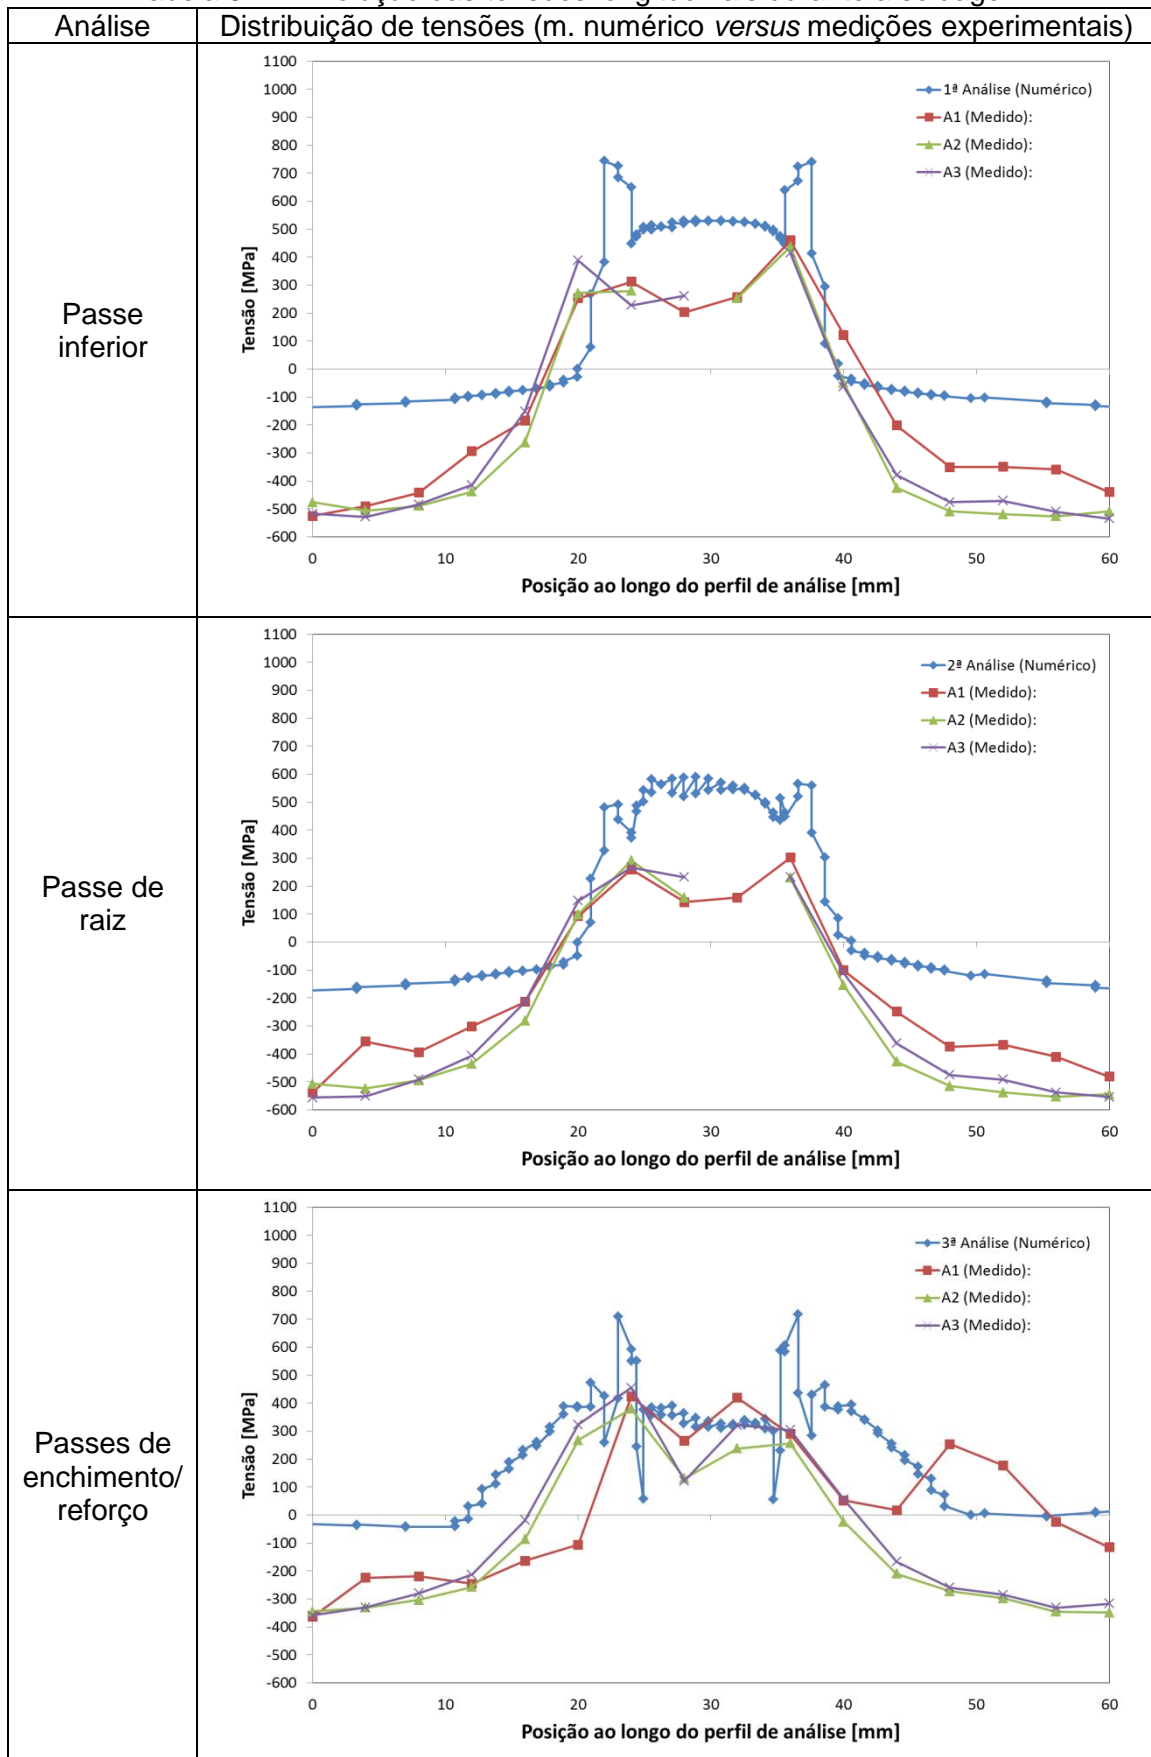 Análise
Distribuição de tensões (m. numérico versus medições experimentais)
Passe
inferior
1100
1000
900
800
700
600
500
400
300
200
100
0
-100
-200
-300
-400
-500
-600
Tensão [MPa]
1ª Análise (Numérico)
A1 (Medido):
A2 (Medido):
A3 (Medido):
0 10 20 30 40 50 60
Posição ao longo do perfil de análise [mm]
Passe de
raiz
1100
1000
900
800
700
600
500
400
300
200
100
0
-100
-200
-300
-400
-500
-600
Tensão [MPa]
2ª Análise (Numérico)
A1 (Medido):
A2 (Medido):
A3 (Medido):
0 10 20 30 40 50 60
Posição ao longo do perfil de análise [mm]
Passes de
enchimento/
reforço
1100
1000
900
800
700
600
500
400
300
200
100
0
-100
-200
-300
-400
-500
-600
Tensão [MPa]
3ª Análise (Numérico)
A1 (Medido):
A2 (Medido):
A3 (Medido):
0 10 20 30 40 50 60
Posição ao longo do perfil de análise [mm]